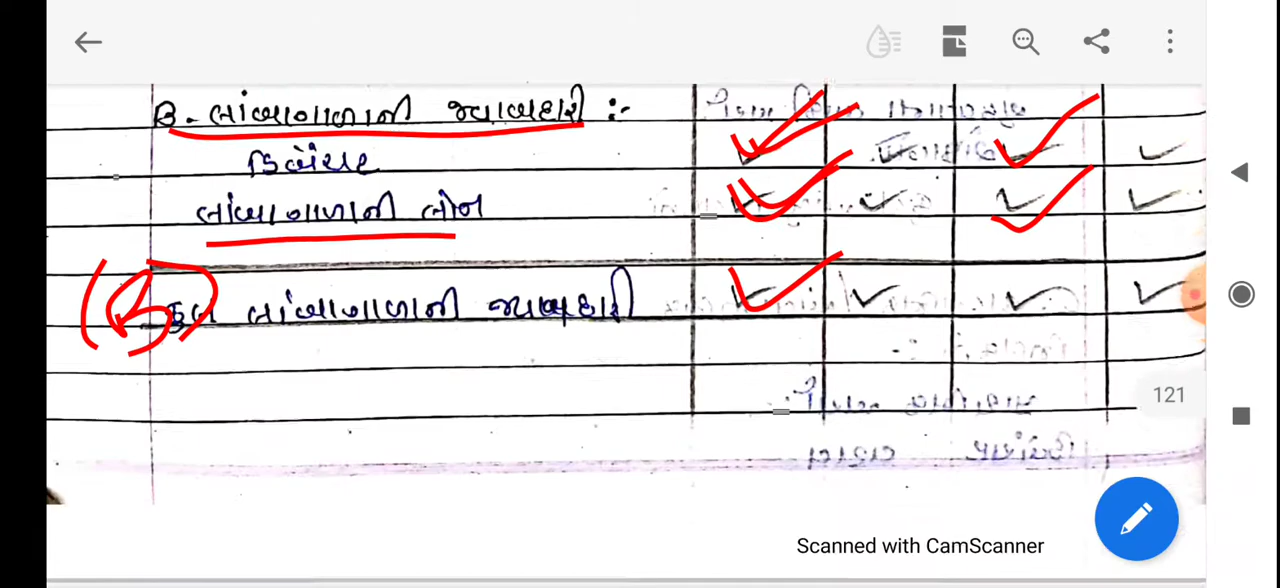 B - લાંબાગાળાની જવાબદારી :-
ડિબેંચર
લાંબાગાળાની લોન
(B)
કુલ લાંબાગાળાની જવાબદારી
121
Scanned with CamScanner